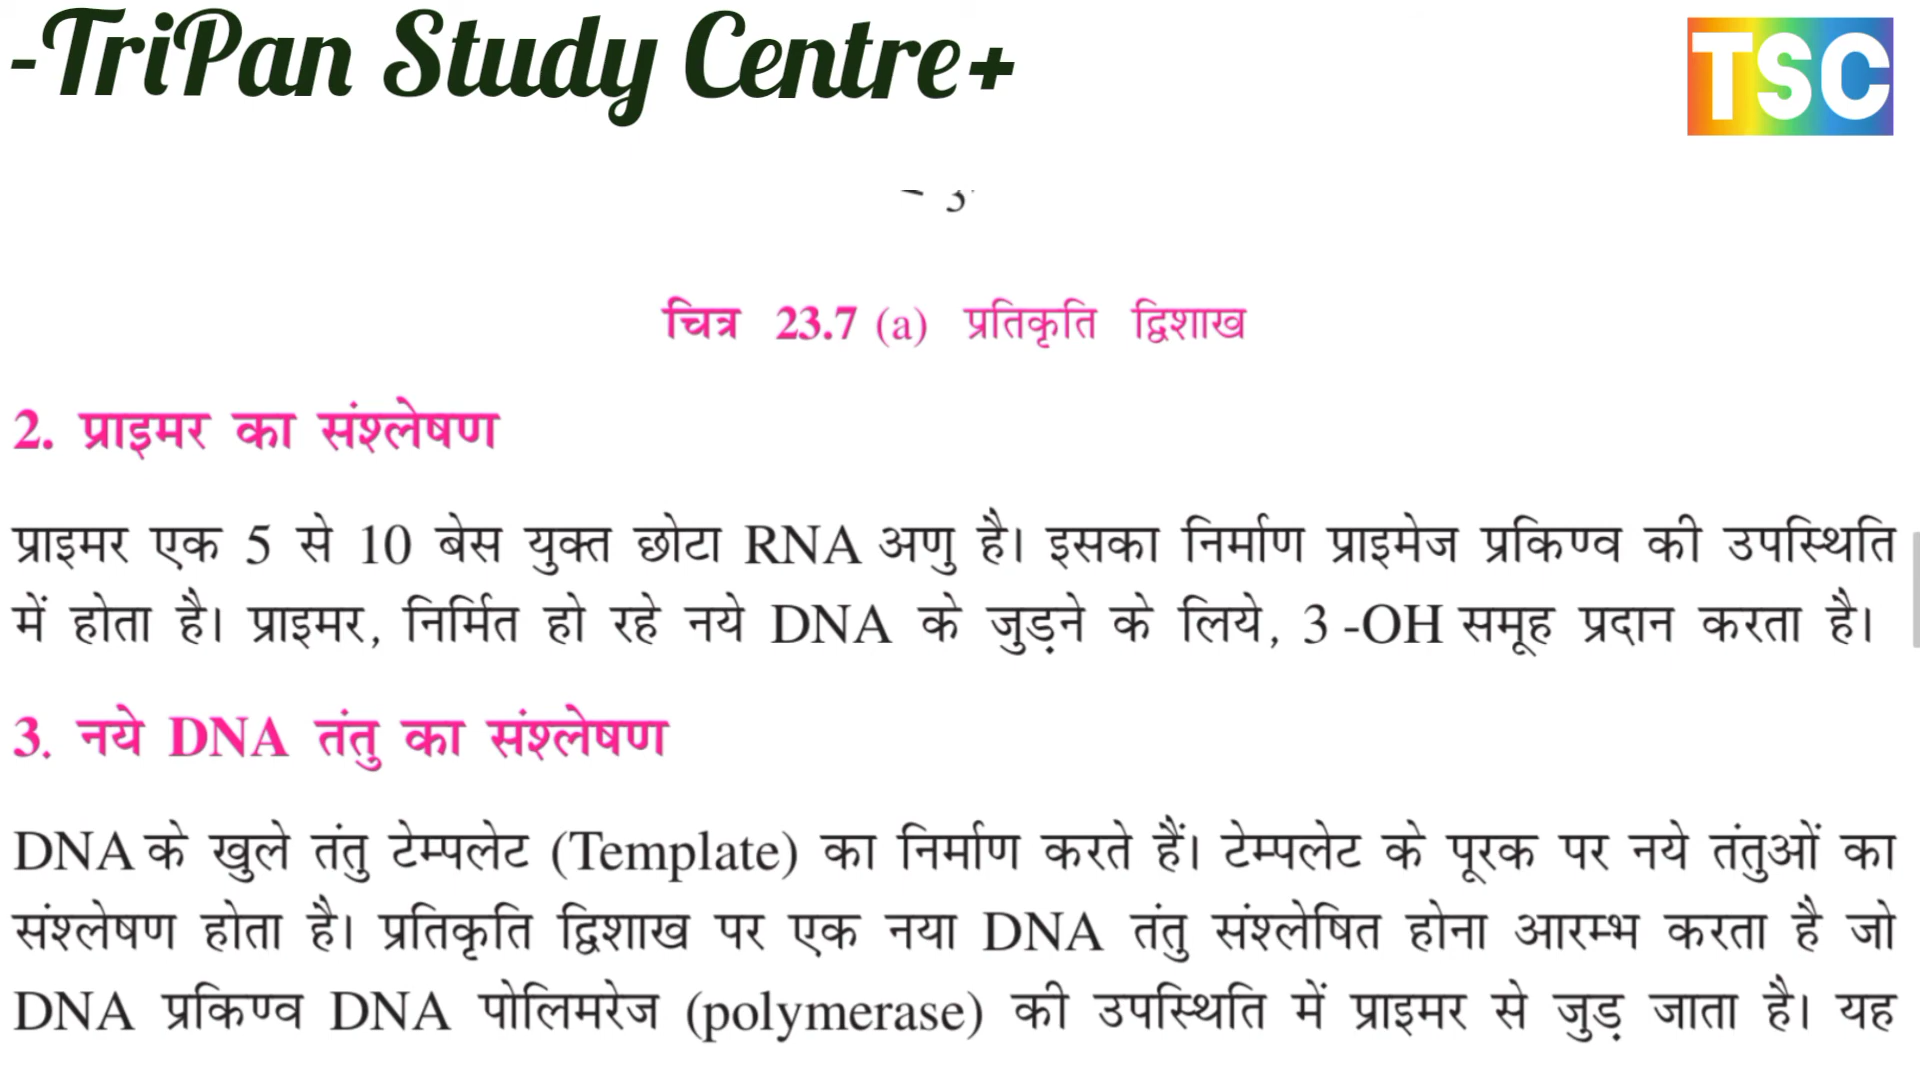 -TriPan Study Centre+
TSC
चित्र 23.7 (a) प्रतिकृति द्विशाख
2. प्राइमर का संश्लेषण
प्राइमर एक 5 से 10 बेस युक्त छोटा RNA अणु है। इसका निर्माण प्राइमेज प्रकिण्व की उपस्थिति
में होता है। प्राइमर, निर्मित हो रहे नये DNA के जुड़ने के लिये, 3 -OH समूह प्रदान करता है।
3. नये DNA तंतु का संश्लेषण
DNA के खुले तंतु टेम्पलेट (Template) का निर्माण करते हैं। टेम्पलेट के पूरक पर नये तंतुओं का
संश्लेषण होता है। प्रतिकृति द्विशाख पर एक नया DNA तंतु संश्लेषित होना आरम्भ करता है जो
DNA प्रकिण्व DNA पोलिमरेज (polymerase) की उपस्थिति में प्राइमर से जुड़ जाता है। यह